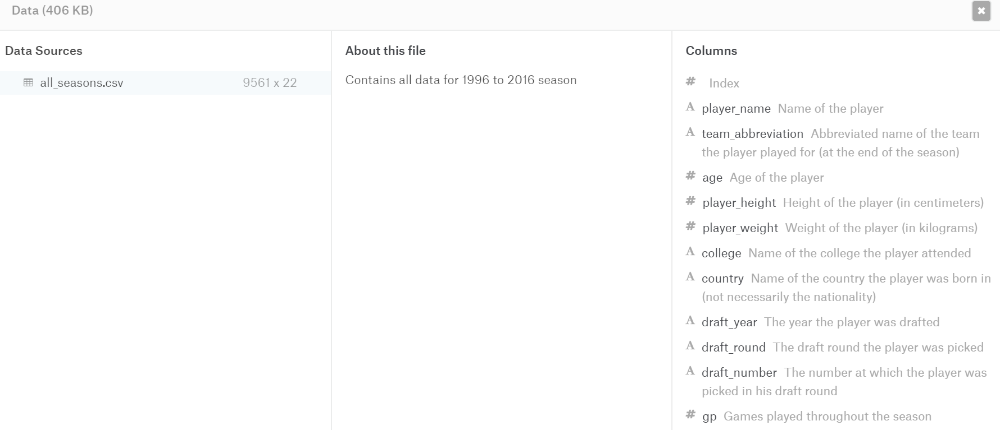 Data (406 KB)
Data Sources
all_seasons.csv 9561 x 22
About this file
Contains all data for 1996 to 2016 season
Columns
# Index
A player_name Name of the player
A team_abbreviation Abbreviated name of the team
the player played for (at the end of the season)
# age Age of the player
# player_height Height of the player (in centimeters)
# player_weight Weight of the player (in kilograms)
A college Name of the college the player attended
A country Name of the country the player was born in
(not necessarily the nationality)
A draft_year The year the player was drafted
A draft_round The draft round the player was picked
A draft_number The number at which the player was
picked in his draft round
# gp Games played throughout the season